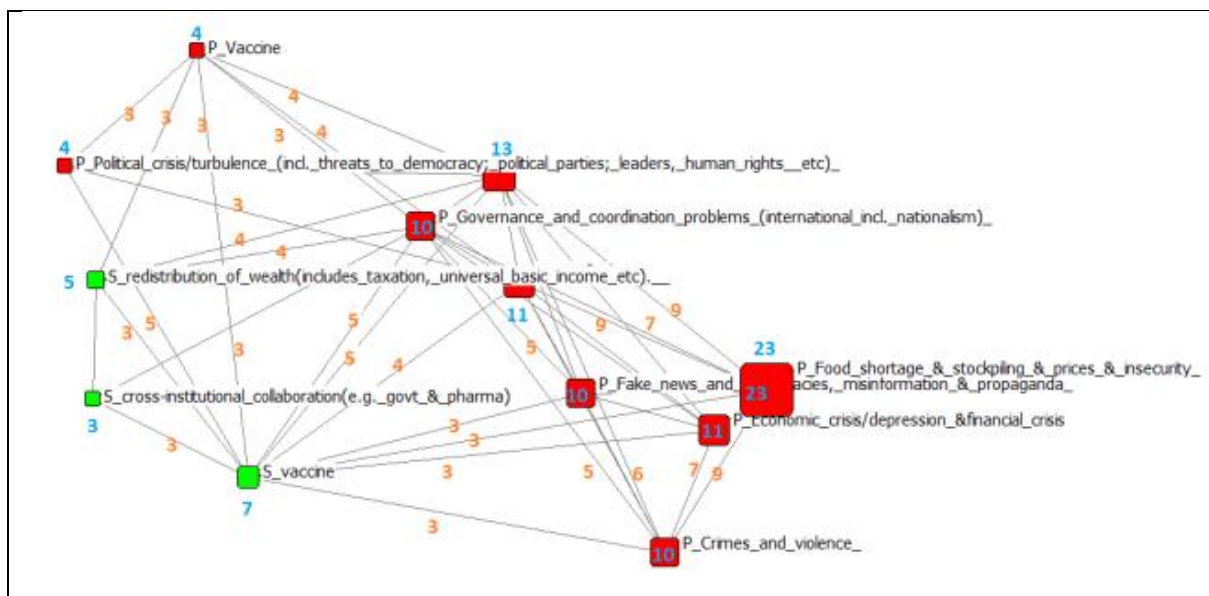 4
P_Vaccine
4
3 3 3 3 4
4 13
P_Political_crisis/turbulence_(incl._threats_to_democracy;_political_parties;_leaders,_human_rights__etc)_
3
10 P_Governance_and_coordination_problems_(international_incl._nationalism)_
4 4
5 S_redistribution_of_wealth(includes_taxation,_universal_basic_income_etc).__
11
9
3 5 5 5 9 7
3 5 4 23
P_Food_shortage_&_stockpiling_&_prices_&_insecurity_
10 P_Fake_news_and_ acies,_misinformation_&_propaganda_
23
S_cross-institutional_collaboration(e.g._govt_&_pharma)
3
11 P_Economic_crisis/depression_&financial_crisis
3 3
3 3 5 6 7 9
S_vaccine
7
3
10 P_Crimes_and_violence_